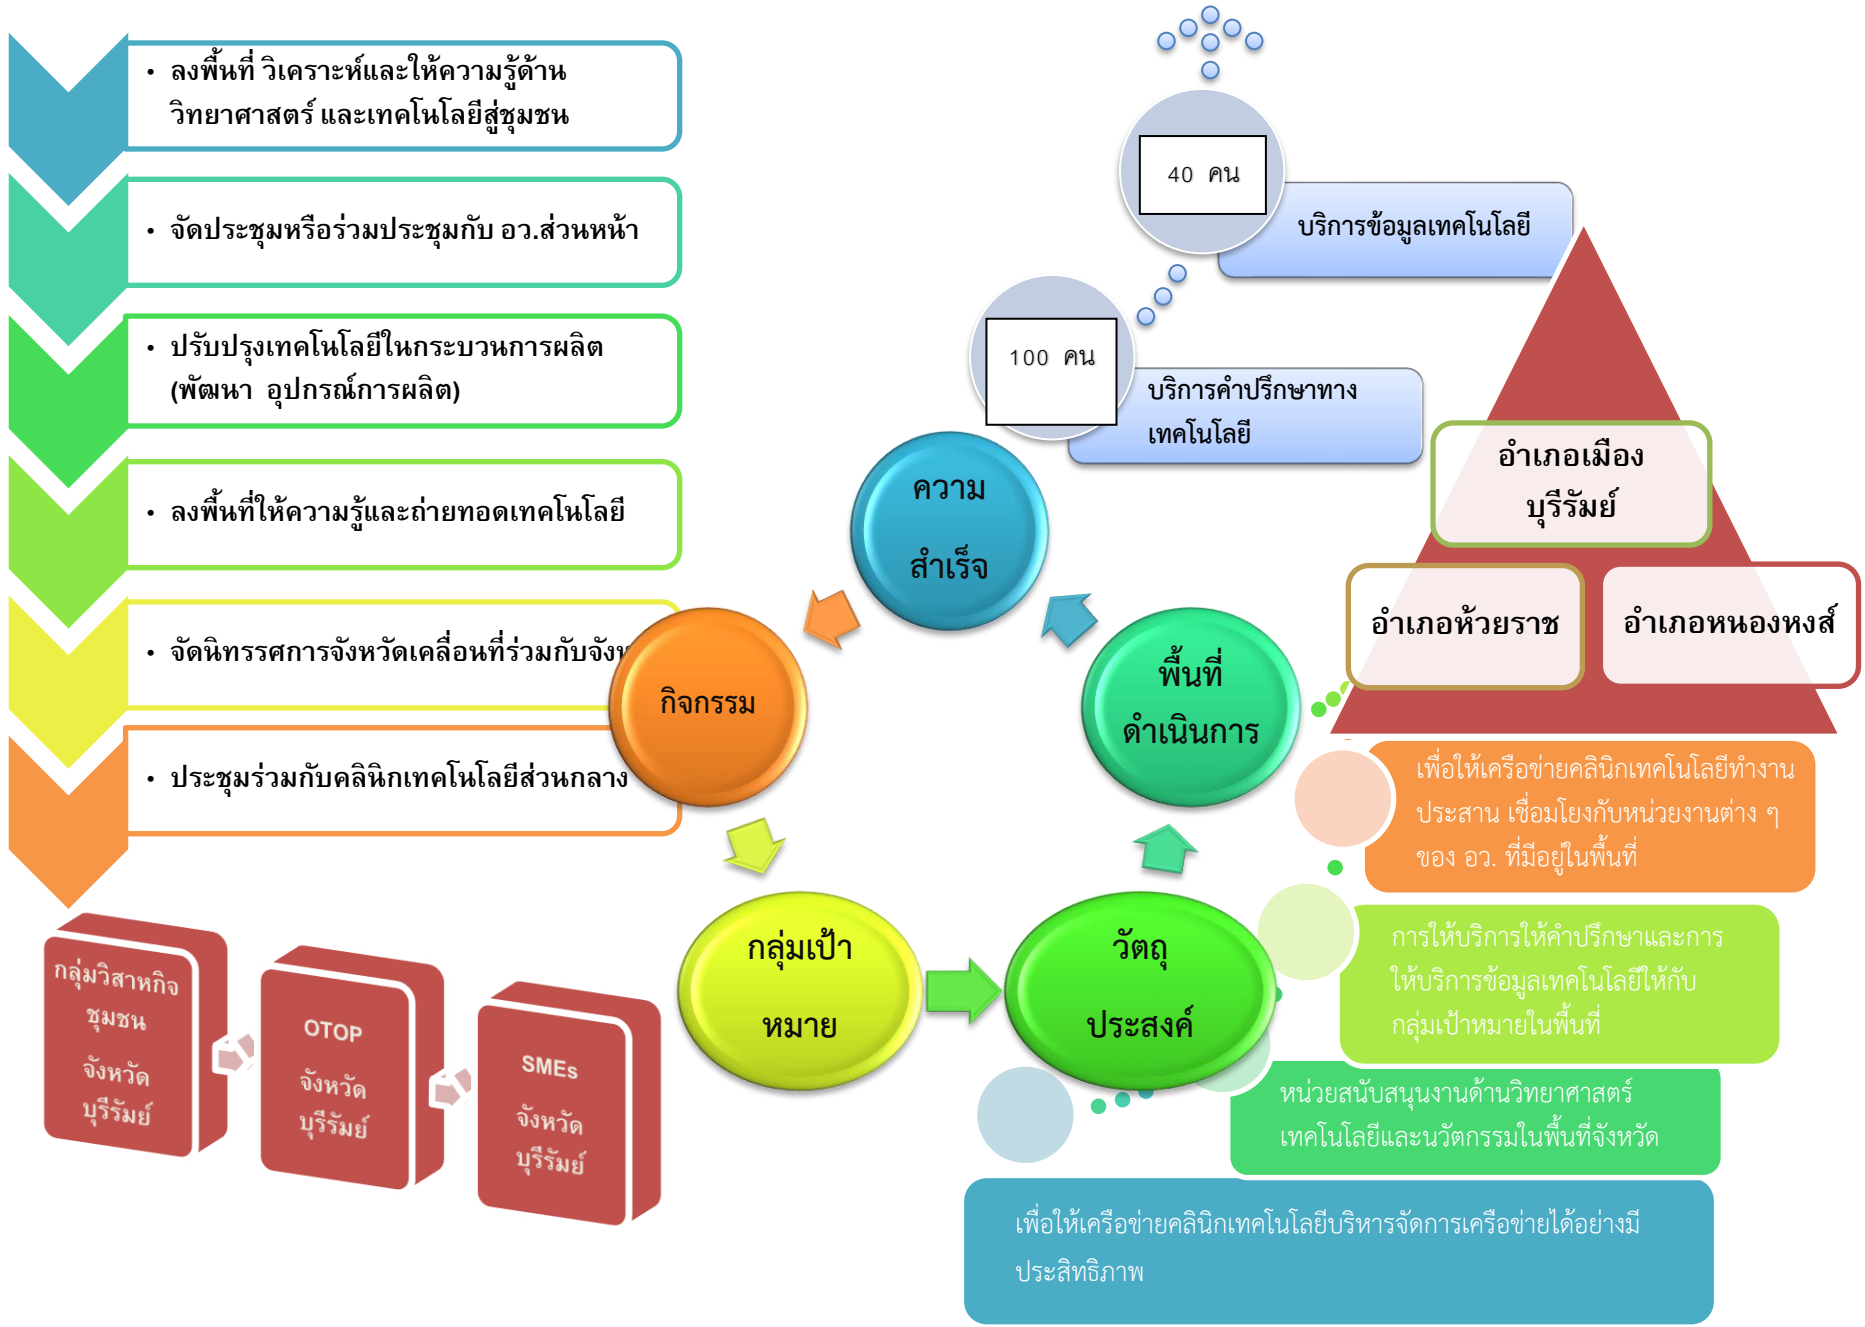 ลงพื้นที่ วิเคราะห์และให้ความรู้ด้าน
วิทยาศาสตร์ และเทคโนโลยีสู่ชุมชน
จัดประชุมหรือร่วมประชุมกับ อว.ส่วนหน้า
ปรับปรุงเทคโนโลยีในกระบวนการผลิต
(พัฒนา อุปกรณ์การผลิต)
ลงพื้นที่ให้ความรู้และถ่ายทอดเทคโนโลยี
จัดนิทรรศการจังหวัดเคลื่อนที่ร่วมกับจังห
ประชุมร่วมกับคลินิกเทคโนโลยีส่วนกลาง
40 คน
บริการข้อมูลเทคโนโลยี
100 คน
บริการคำปรึกษาทาง
เทคโนโลยี
ความ
สำเร็จ
กิจกรรม
พื้นที่
ดำเนินการ
กลุ่มเป้า
หมาย
วัตถุ
ประสงค์
อำเภอเมือง
บุรีรัมย์
อำเภอห้วยราช
อำเภอหนองหงส์
เพื่อให้เครือข่ายคลินิกเทคโนโลยีทำงาน
ประสาน เชื่อมโยงกับหน่วยงานต่าง ๆ
ของ อว. ที่มีอยู่ในพื้นที่
การให้บริการให้คำปรึกษาและการ
ให้บริการข้อมูลเทคโนโลยีให้กับ
กลุ่มเป้าหมายในพื้นที่
หน่วยสนับสนุนงานด้านวิทยาศาสตร์
เทคโนโลยีและนวัตกรรมในพื้นที่จังหวัด
เพื่อให้เครือข่ายคลินิกเทคโนโลยีบริหารจัดการเครือข่ายได้อย่างมี
ประสิทธิภาพ
กลุ่มวิสาหกิจ
ชุมชน
จังหวัด
บุรีรัมย์
OTOP
จังหวัด
บุรีรัมย์
SMEs
จังหวัด
บุรีรัมย์